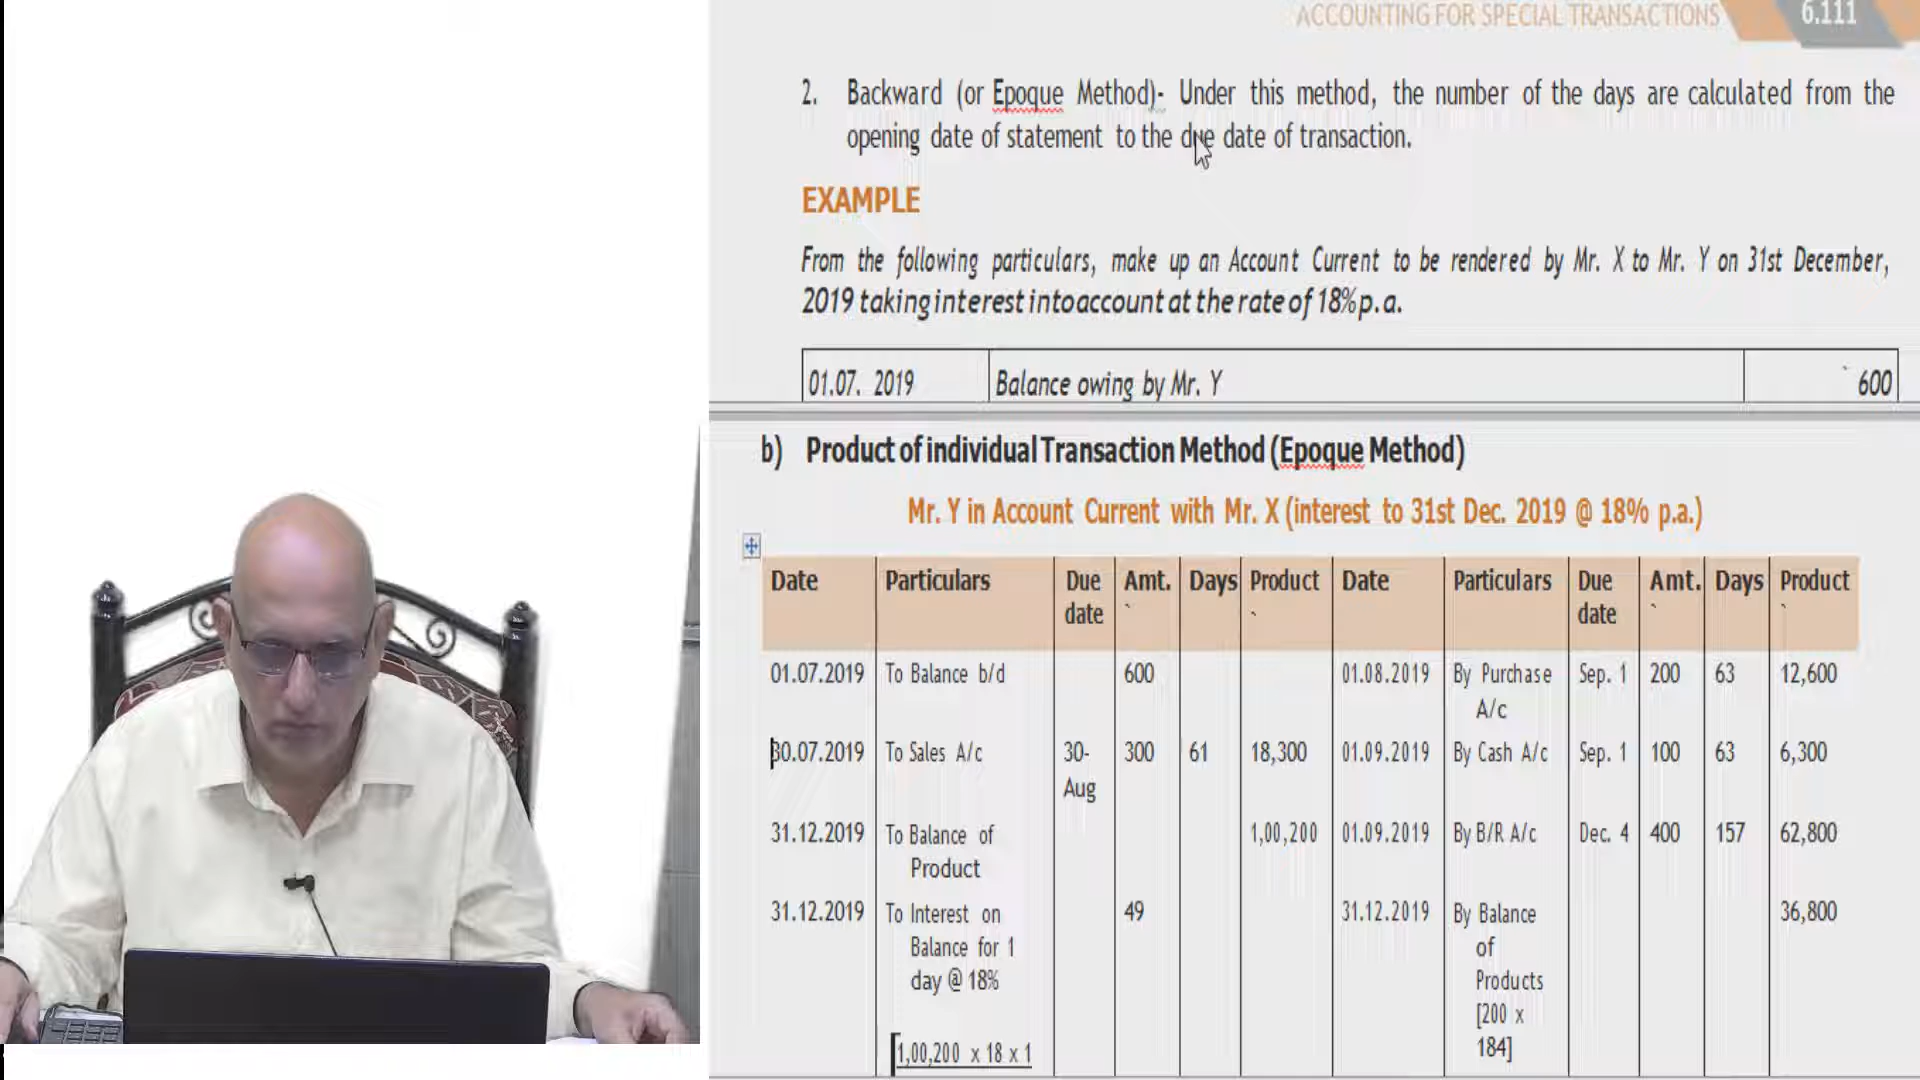 ACCOUNTING FOR SPECIAL TRANSACTIONS 6.111
2. Backward (or Epoque Method)- Under this method, the number of the days are calculated from the
opening date of statement to the due date of transaction.
EXAMPLE
From the following particulars, make up an Account Current to be rendered by Mr. X to Mr. Y on 31st December,
2019 taking interest intoaccount at the rate of 18% p.a.
`
01.07. 2019 Balance owing by Mr. Y 600
b) Product of individual Transaction Method (Epoque Method)
Mr. Y in Account Current with Mr. X (interest to 31st Dec. 2019 @ 18% p.a.)
Date Particulars Due Amt. Days Product Date Particulars Due Amt. Days Product
date ` ` date ` `
01.07.2019 To Balance b/d 600 01.08.2019 By Purchase Sep. 1 200 63 12,600
A/c
30.07.2019 To Sales A/c 30- 300 61 18,300 01.09.2019 By Cash A/c Sep. 1 100 63 6,300
Aug
31.12.2019 To Balance of 1,00,200 01.09.2019 By B/R A/c Dec. 4 400 157 62,800
Product
31.12.2019 To Interest on 49 31.12.2019 By Balance 36,800
Balance for 1 of
day @ 18% Products
[200 x
[1,00,200 x 18 x 1 184]